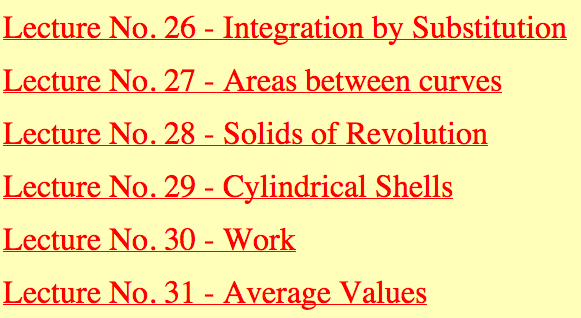 Lecture No. 26 - Integration by Substitution
Lecture No. 27 - Areas between curves
Lecture No. 28 - Solids of Revolution
Lecture No. 29 - Cylindrical Shells
Lecture No. 30 - Work
Lecture No. 31 - Average Values